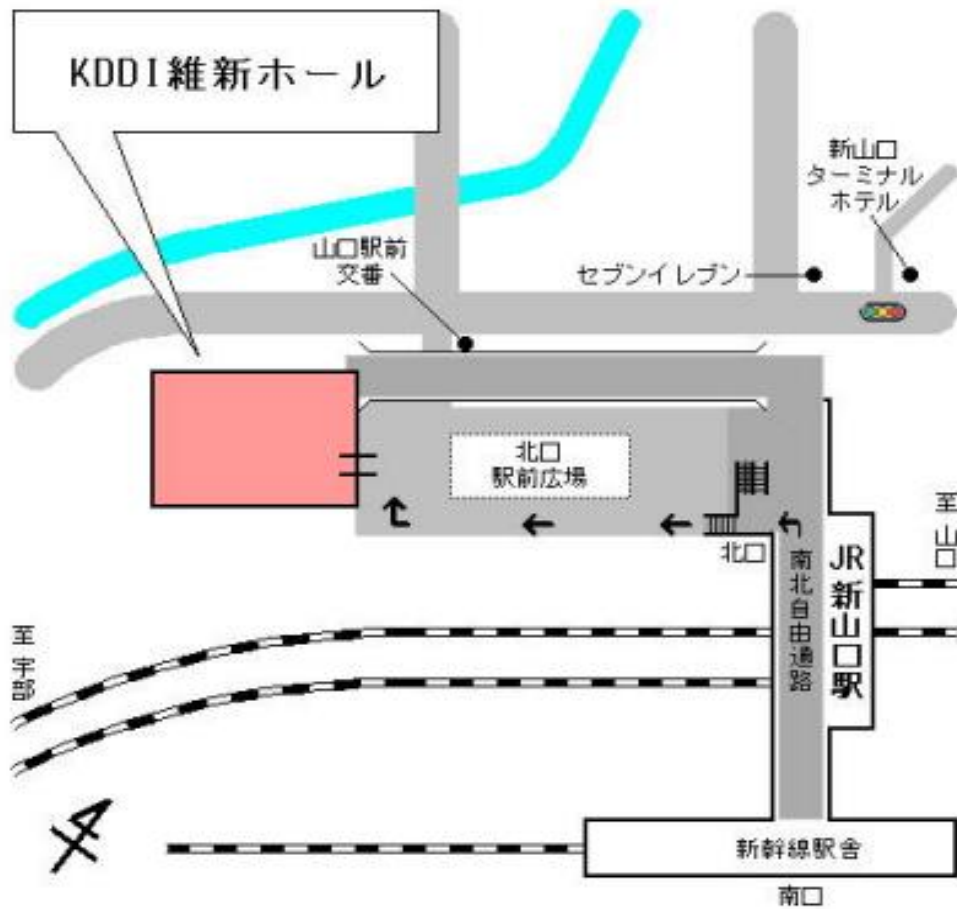 KDDI維新ホール
新山口
ターミナル
ホテル
山口駅前
交番
セブンイレブン
北口
駅前広場
北口
至 山口
南北自由通路
JR新山口駅
至 宇部
新幹線駅舎
南口